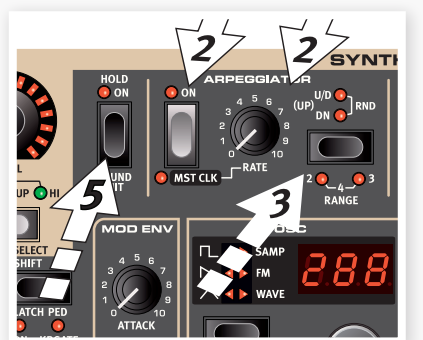 2 2
SYNTH
HOLD ARPEGGIATOR
ON ON
5
4 6
3 7
2 8
1 9
0 10
RATE
MST CLK
U/D
(UP) RND
DN
2 3
4
RANGE
3
5
UP HI
SELECT
SHIFT
LATCH PED
MOD ENV
5
4 6
3 7
2 8
1 9
0 10
ATTACK
OSC
SAMP
FM
WAVE
288